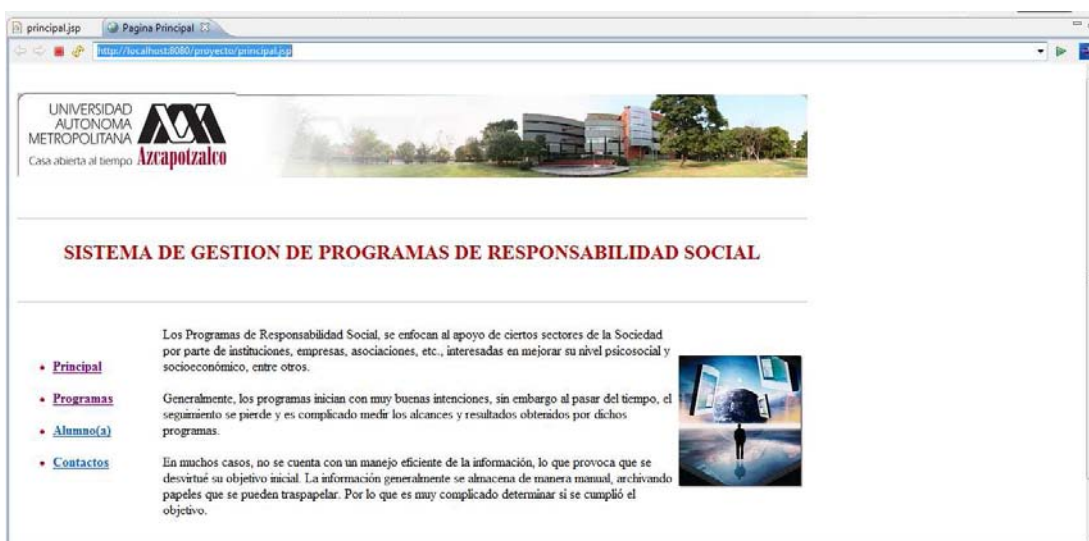 principal.jsp
Pagina Principal
http://localhost:8080/proyecto/principal.jsp
UNIVERSIDAD
AUTONOMA
METROPOLITANA
Casa abierta al tiempo Azcapotzalco
SISTEMA DE GESTION DE PROGRAMAS DE RESPONSABILIDAD SOCIAL
Principal
Programas
Alumno(a)
Contactos
Los Programas de Responsabilidad Social, se enfocan al apoyo de ciertos sectores de la Sociedad
por parte de instituciones, empresas, asociaciones, etc., interesadas en mejorar su nivel psicosocial y
socioeconómico, entre otros.
Generalmente, los programas inician con muy buenas intenciones, sin embargo al pasar del tiempo, el
seguimiento se pierde y es complicado medir los alcances y resultados obtenidos por dichos
programas.
En muchos casos, no se cuenta con un manejo eficiente de la información, lo que provoca que se
desvirtué su objetivo inicial. La información generalmente se almacena de manera manual, archivando
papeles que se pueden traspapelar. Por lo que es muy complicado determinar si se cumplió el
objetivo.